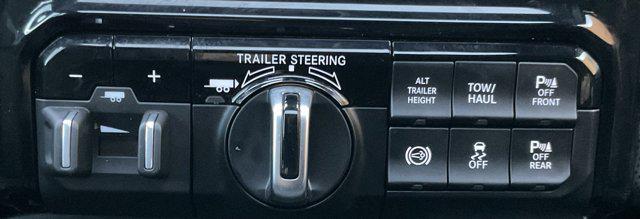 − +
TRAILER STEERING
ALT
TRAILER
HEIGHT
TOW/
HAUL
P
OFF
FRONT
OFF
P
OFF
REAR